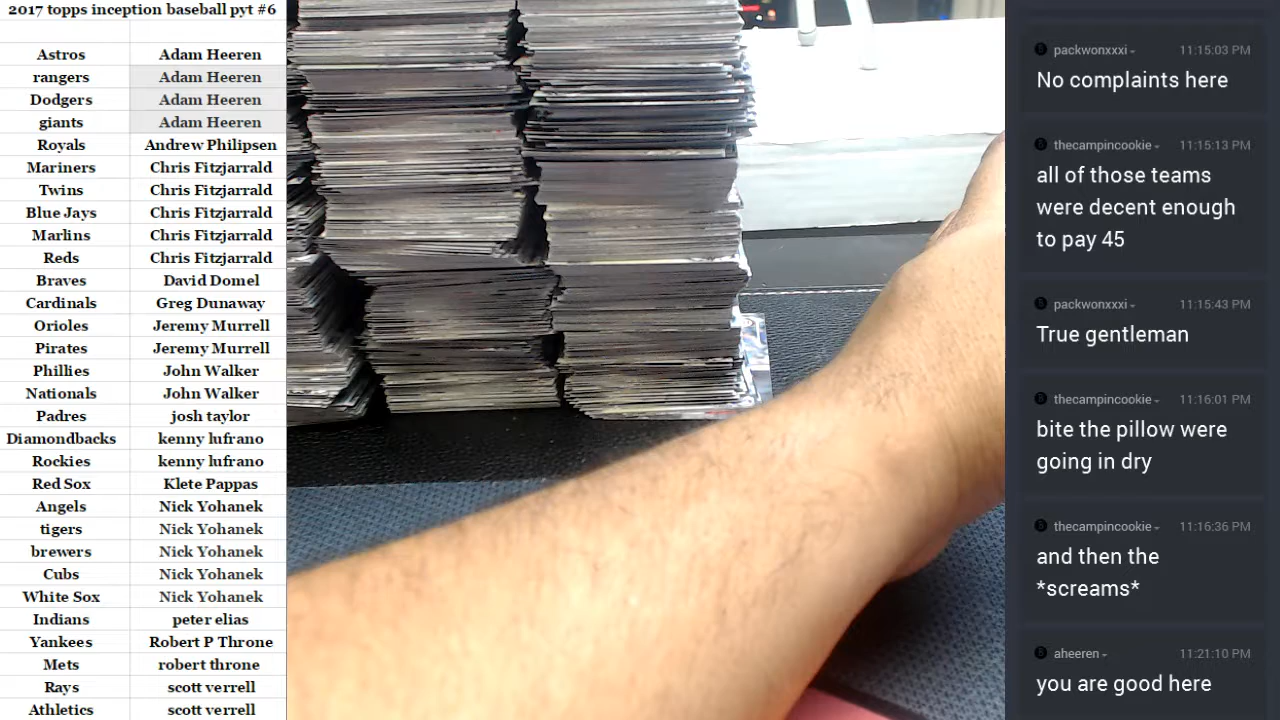 2017 topps inception baseball pyt #6
Astros Adam Heeren
rangers Adam Heeren
Dodgers Adam Heeren
giants Adam Heeren
Royals Andrew Philipsen
Mariners Chris Fitzjarrald
Twins Chris Fitzjarrald
Blue Jays Chris Fitzjarrald
Marlins Chris Fitzjarrald
Reds Chris Fitzjarrald
Braves David Domel
Cardinals Greg Dunaway
Orioles Jeremy Murrell
Pirates Jeremy Murrell
Phillies John Walker
Nationals John Walker
Padres josh taylor
Diamondbacks kenny lufrano
Rockies kenny lufrano
Red Sox Klete Pappas
Angels Nick Yohanek
tigers Nick Yohanek
brewers Nick Yohanek
Cubs Nick Yohanek
White Sox Nick Yohanek
Indians peter elias
Yankees Robert P Throne
Mets robert throne
Rays scott verrell
Athletics scott verrell
packwonxxxi 11:15:03 PM
No complaints here
thecampincookie 11:15:13 PM
all of those teams
were decent enough
to pay 45
packwonxxxi 11:15:43 PM
True gentleman
thecampincookie 11:16:01 PM
bite the pillow were
going in dry
thecampincookie 11:16:36 PM
and then the
*screams*
aheeren 11:21:10 PM
you are good here